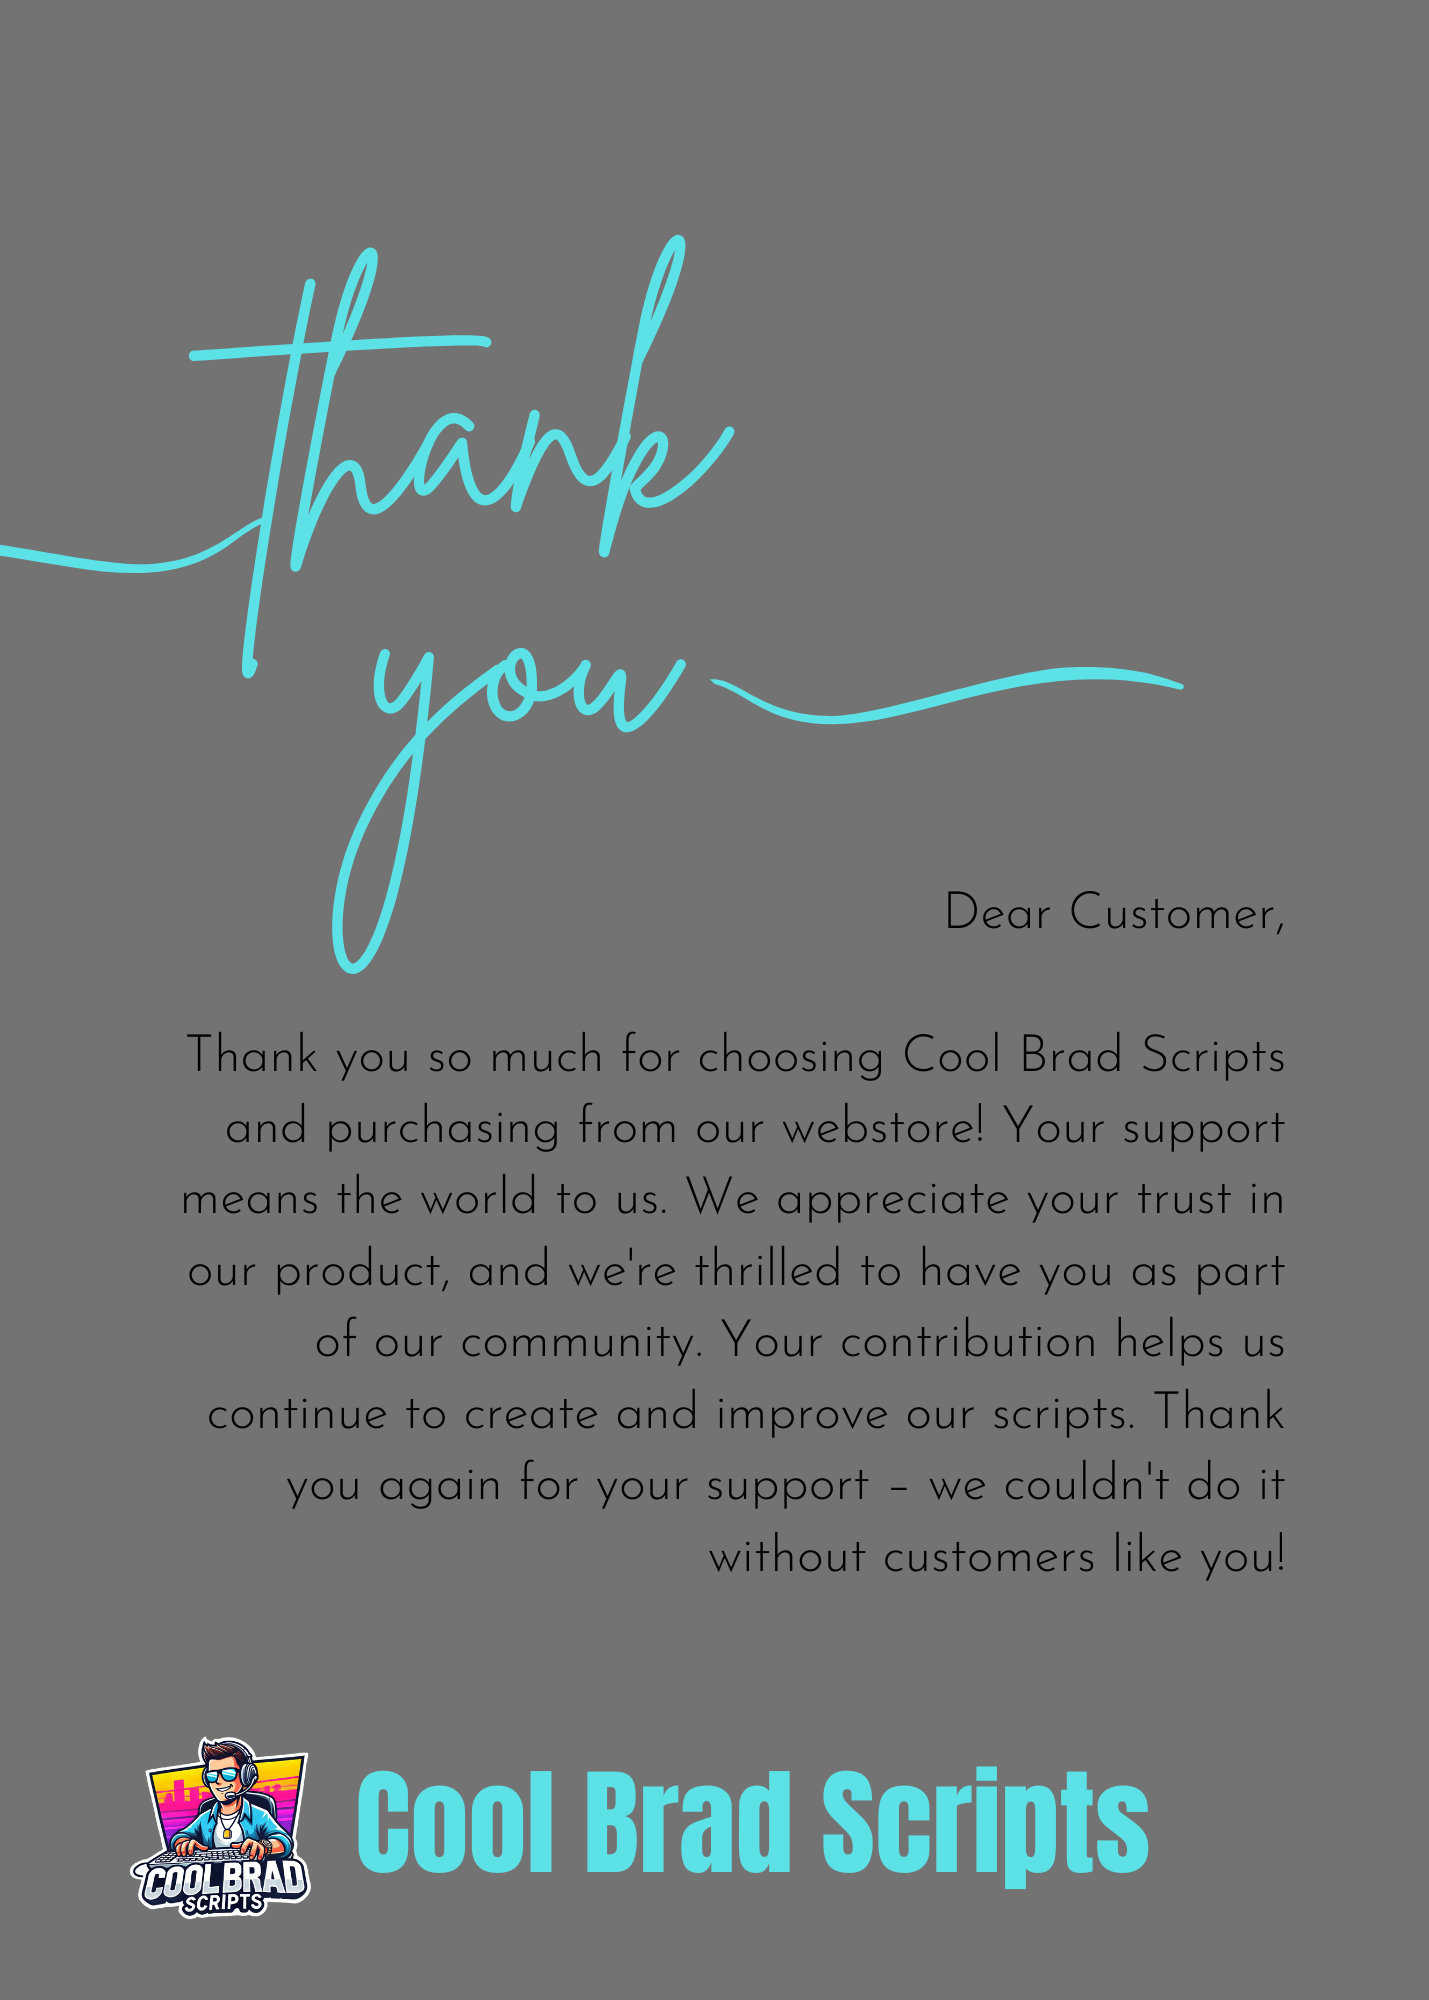 thank
you
Dear Customer,
Thank you so much for choosing Cool Brad Scripts
and purchasing from our webstore! Your support
means the world to us. We appreciate your trust in
our product, and we're thrilled to have you as part
of our community. Your contribution helps us
continue to create and improve our scripts. Thank
you again for your support – we couldn't do it
without customers like you!
COOL BRAD
SCRIPTS
Cool Brad Scripts